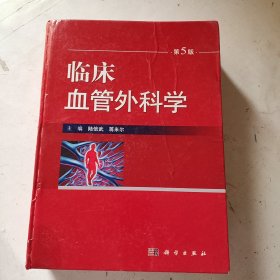 第5版
临床
血管外科学
主 编 陆信武 蒋米尔
科学出版社